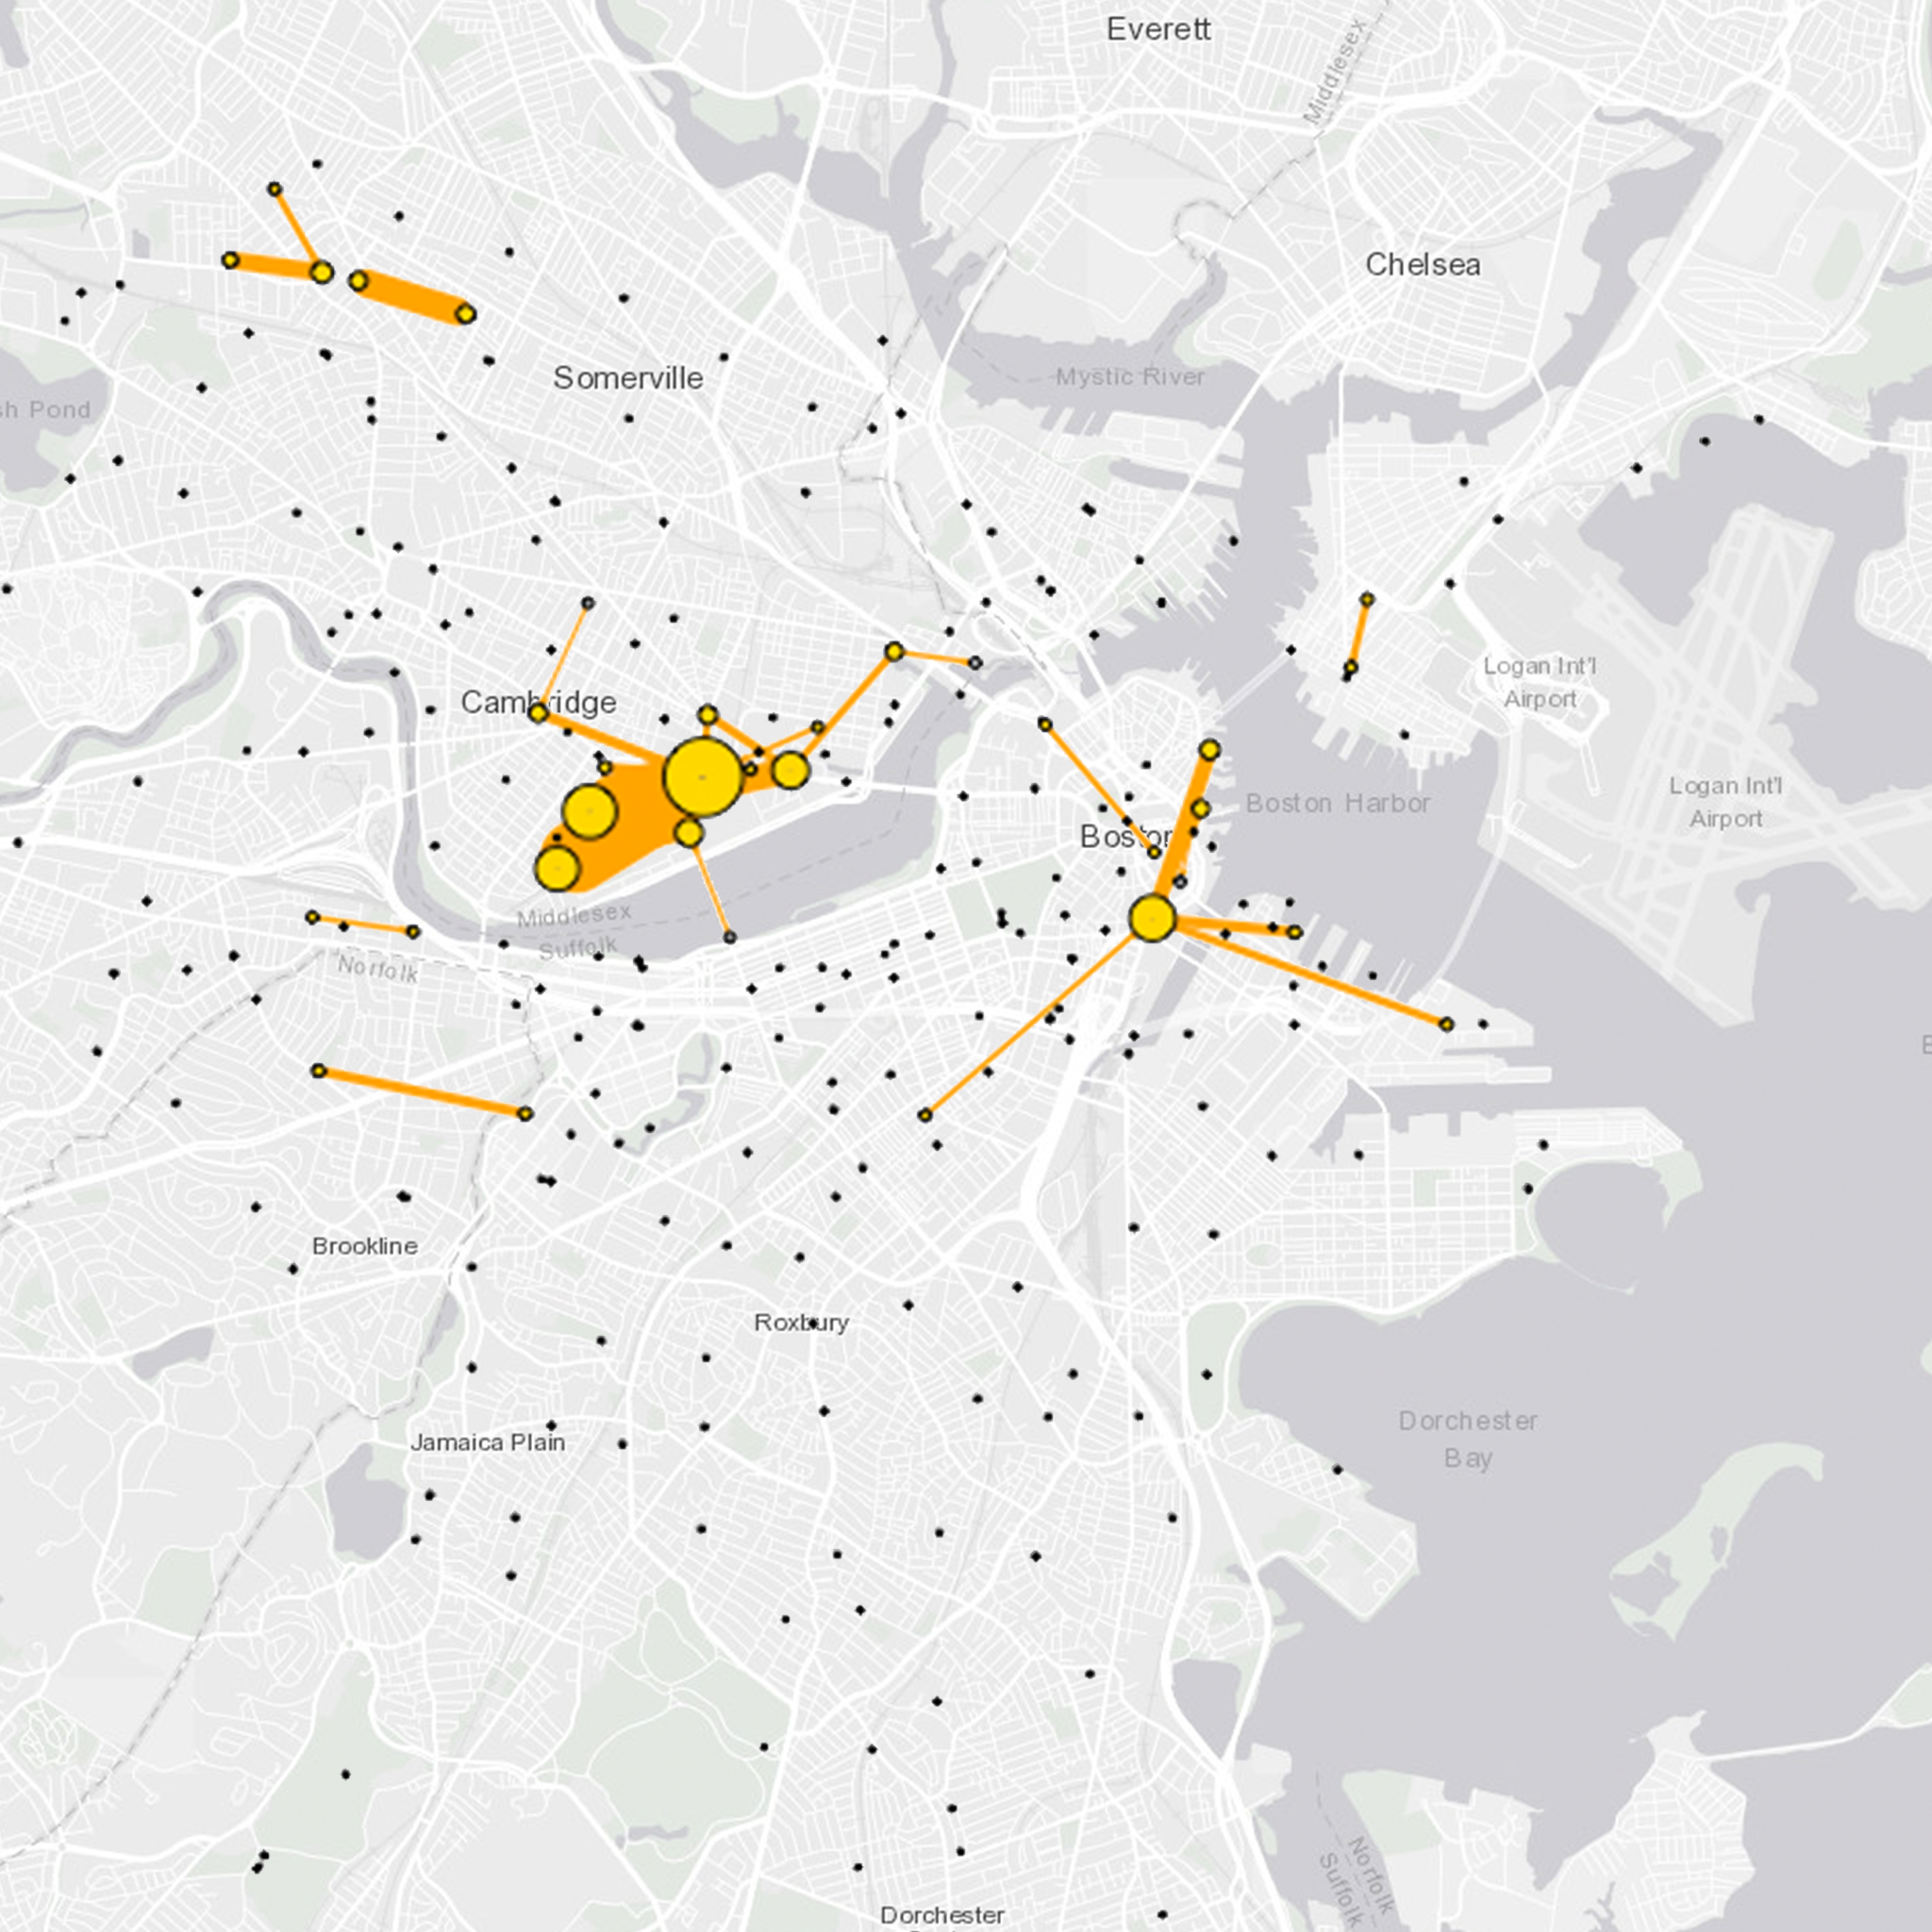 Everett
Middlesex
Chelsea
Somerville
Mystic River
sh Pond
Logan Int'l
Airport
Cambridge
Logan Int'l
Airport
Boston Harbor
Boston
Middlesex
Suffolk
Norfolk
Brookline
Roxbury
Dorchester
Bay
Jamaica Plain
Norfolk
Suffolk
Dorchester